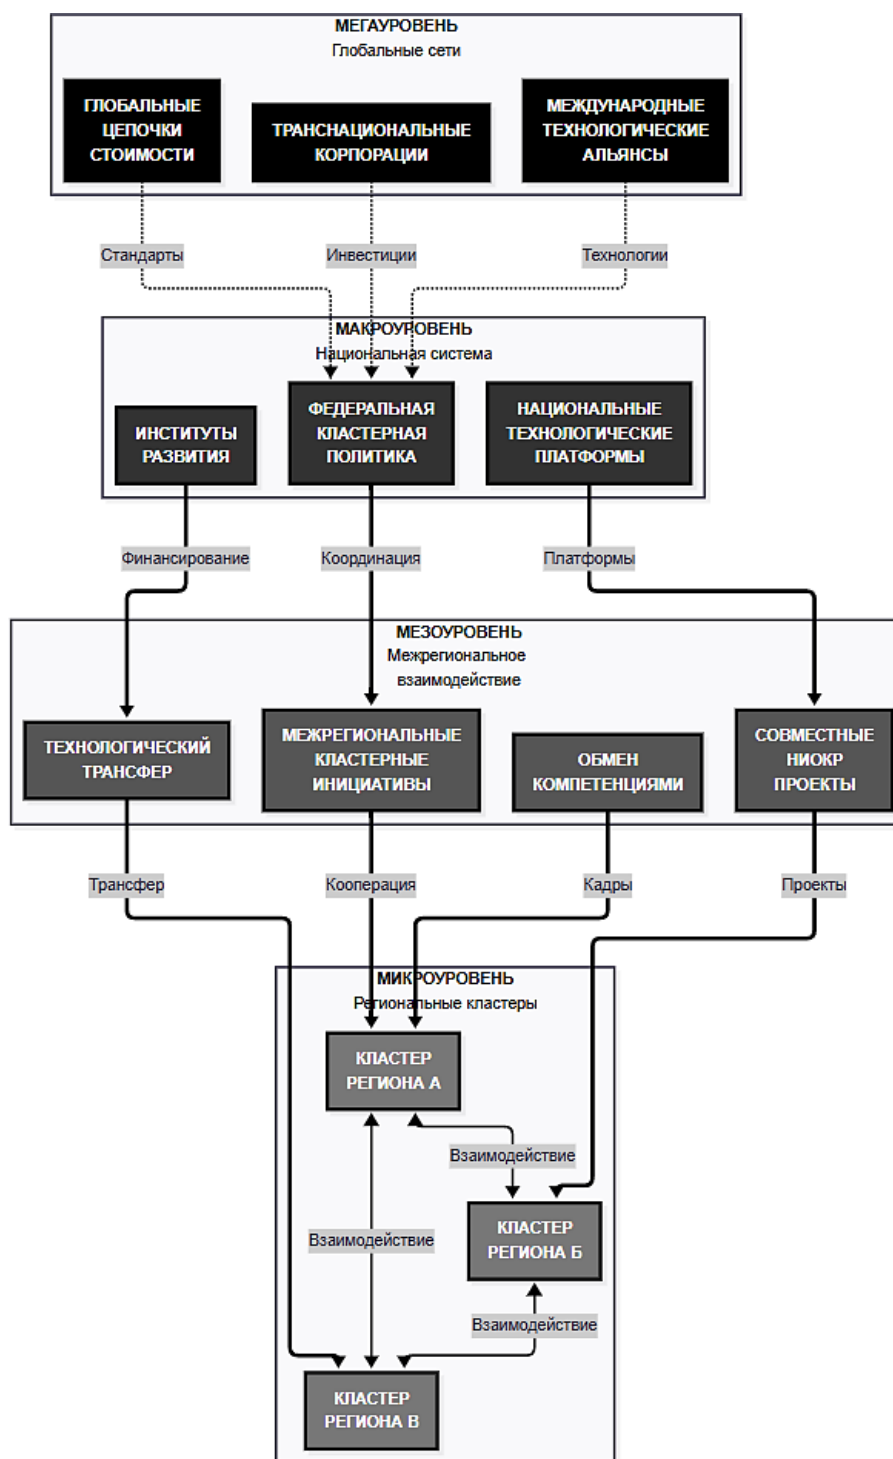 МЕГАУРОВЕНЬ
Глобальные сети
ГЛОБАЛЬНЫЕ
ЦЕПОЧКИ
СТОИМОСТИ
ТРАНСНАЦИОНАЛЬНЫЕ
КОРПОРАЦИИ
МЕЖДУНАРОДНЫЕ
ТЕХНОЛОГИЧЕСКИЕ
АЛЬЯНСЫ
Стандарты
Инвестиции
Технологии
МАКРОУРОВЕНЬ
Национальная система
ИНСТИТУТЫ
РАЗВИТИЯ
ФЕДЕРАЛЬНАЯ
КЛАСТЕРНАЯ
ПОЛИТИКА
НАЦИОНАЛЬНЫЕ
ТЕХНОЛОГИЧЕСКИЕ
ПЛАТФОРМЫ
Финансирование
Координация
Платформы
МЕЗОУРОВЕНЬ
Межрегиональное
взаимодействие
ТЕХНОЛОГИЧЕСКИЙ
ТРАНСФЕР
МЕЖРЕГИОНАЛЬНЫЕ
КЛАСТЕРНЫЕ
ИНИЦИАТИВЫ
ОБМЕН
КОМПЕТЕНЦИЯМИ
СОВМЕСТНЫЕ
НИОКР
ПРОЕКТЫ
Трансфер
Кооперация
Кадры
Проекты
МИКРОУРОВЕНЬ
Региональные кластеры
КЛАСТЕР
РЕГИОНА А
Взаимодействие
КЛАСТЕР
РЕГИОНА Б
Взаимодействие
Взаимодействие
КЛАСТЕР
РЕГИОНА В